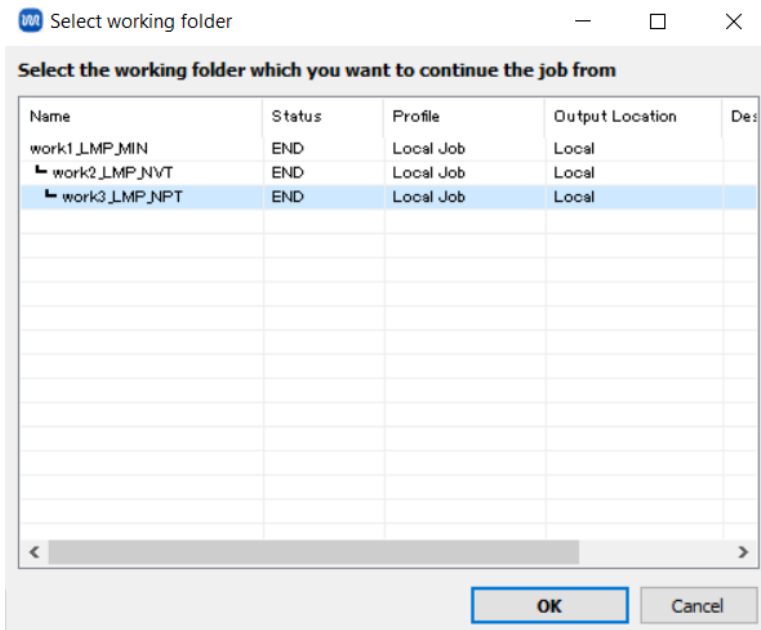 Select working folder
Select the working folder which you want to continue the job from
Name Status Profile Output Location Des
work1_LMP_MIN END Local Job Local
work2_LMP_NVT END Local Job Local
work3_LMP_NPT END Local Job Local
OK Cancel